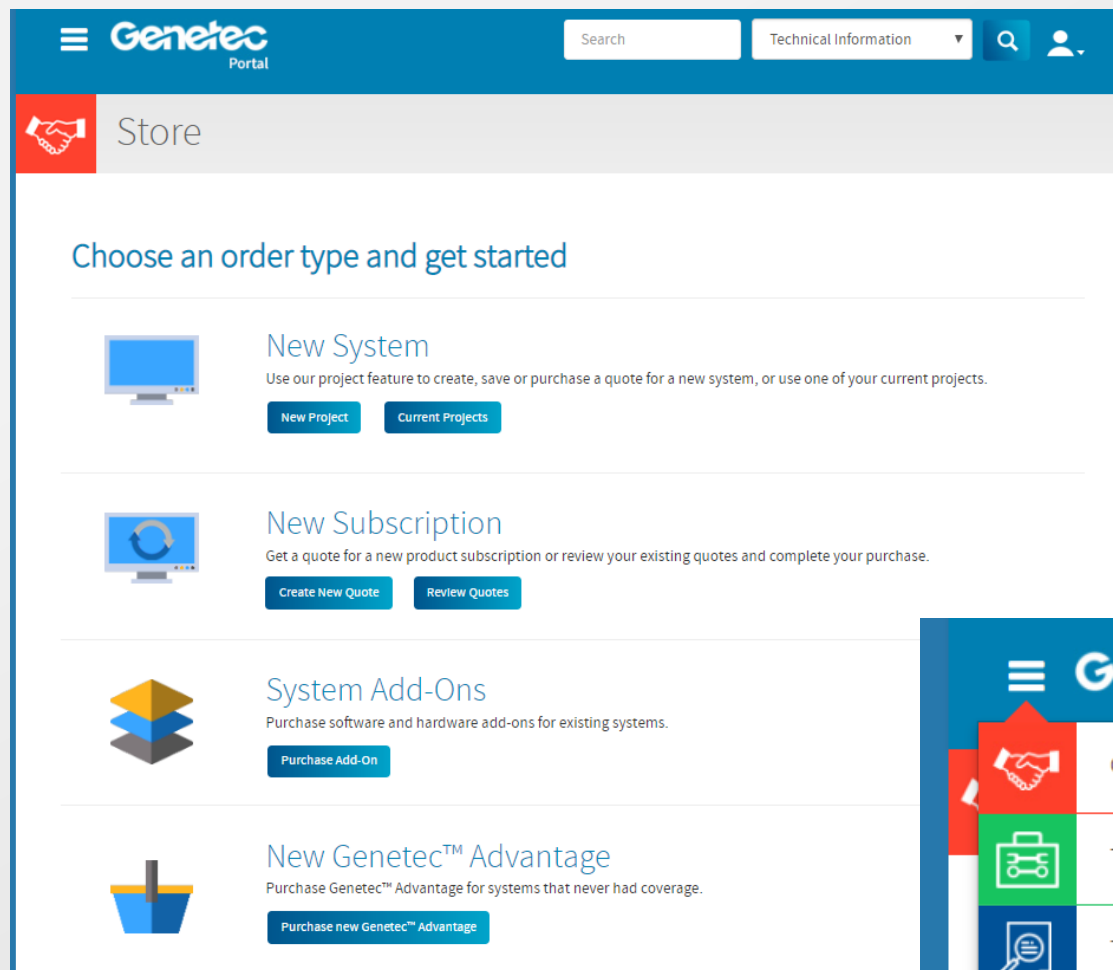 Genetec
Portal
Search
Technical Information
Store
Choose an order type and get started
New System
Use our project feature to create, save or purchase a quote for a new system, or use one of your current projects.
New Project
Current Projects
New Subscription
Get a quote for a new product subscription or review your existing quotes and complete your purchase.
Create New Quote
Review Quotes
System Add-Ons
Purchase software and hardware add-ons for existing systems.
Purchase Add-On
New Genetec™ Advantage
Purchase Genetec™ Advantage for systems that never had coverage.
Purchase new Genetec™ Advantage
G